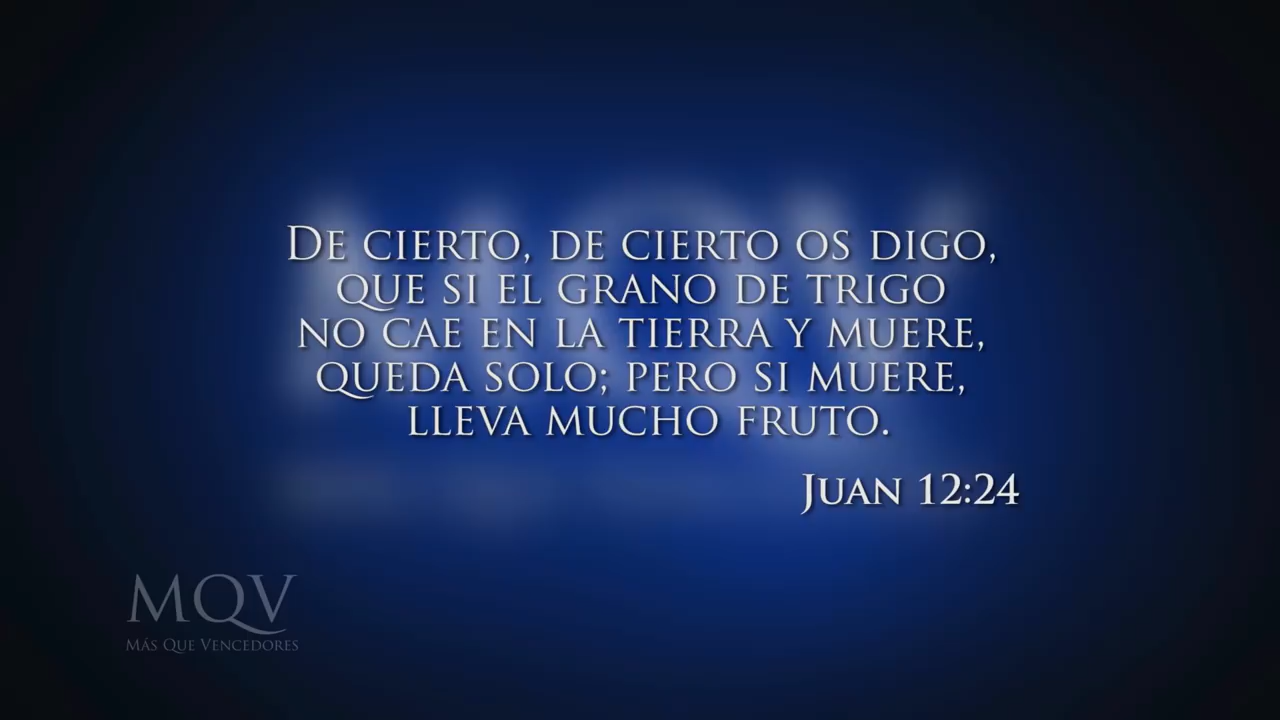 De cierto, de cierto os digo,
que si el grano de trigo
no cae en la tierra y muere,
queda solo; pero si muere,
lleva mucho fruto.
Juan 12:24
MQV
Más Que Vencedores